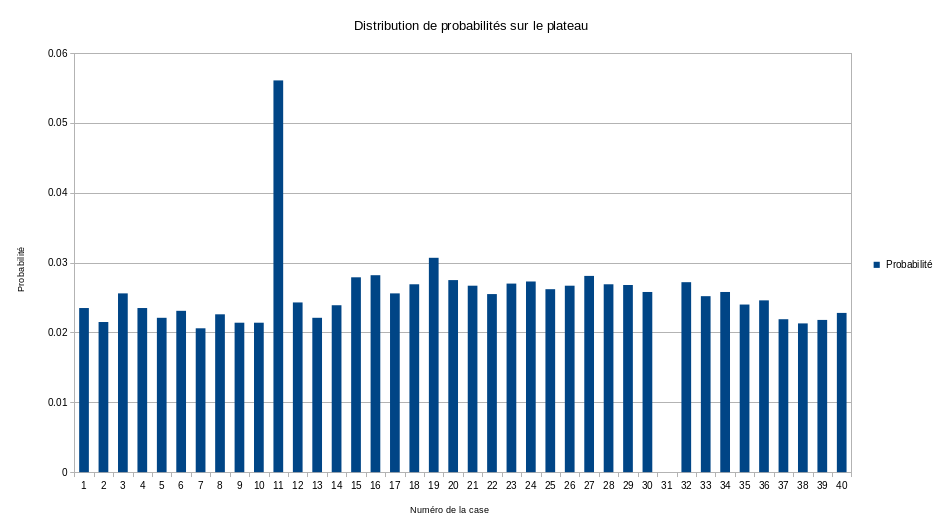 Distribution de probabilités sur le plateau
0.06
0.05
0.04
0.03
0.02
0.01
0
Probabilité
1 2 3 4 5 6 7 8 9 10 11 12 13 14 15 16 17 18 19 20 21 22 23 24 25 26 27 28 29 30 31 32 33 34 35 36 37 38 39 40
Numéro de la case
Probabilité